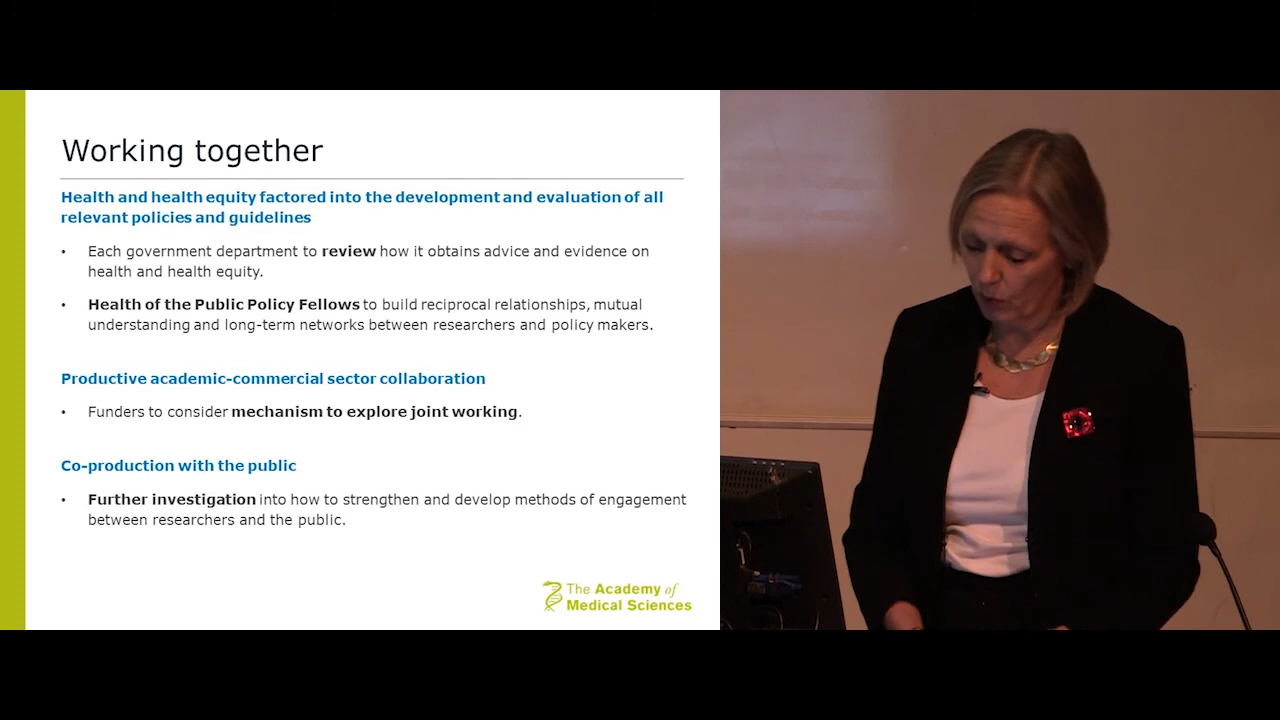 Working together
Health and health equity factored into the development and evaluation of all
relevant policies and guidelines
• Each government department to review how it obtains advice and evidence on
health and health equity.
• Health of the Public Policy Fellows to build reciprocal relationships, mutual
understanding and long-term networks between researchers and policy makers.
Productive academic-commercial sector collaboration
• Funders to consider mechanism to explore joint working.
Co-production with the public
• Further investigation into how to strengthen and develop methods of engagement
between researchers and the public.
The Academy of
Medical Sciences